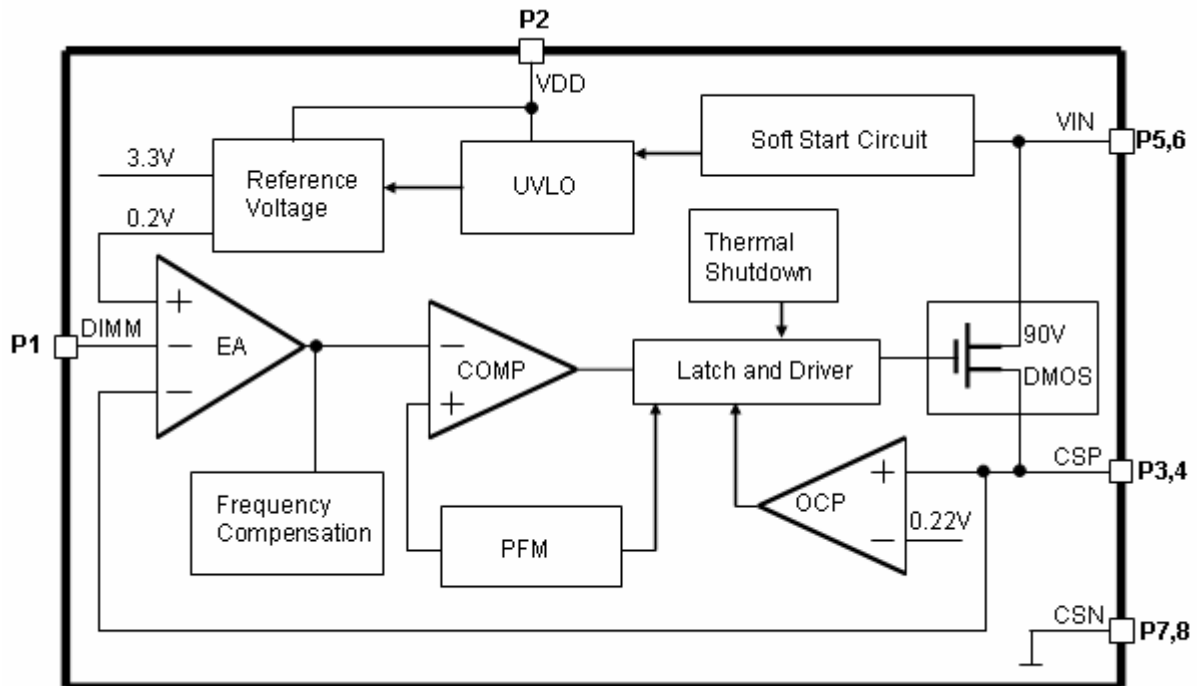 P2
VDD
Soft Start Circuit
VIN
P5,6
3.3V
Reference
Voltage
UVLO
0.2V
Thermal
Shutdown
P1
DIMM
+
−
−
EA
−
+
COMP
Latch and Driver
90V
DMOS
CSP
P3,4
+
OCP
0.22V
−
Frequency
Compensation
PFM
CSN
P7,8